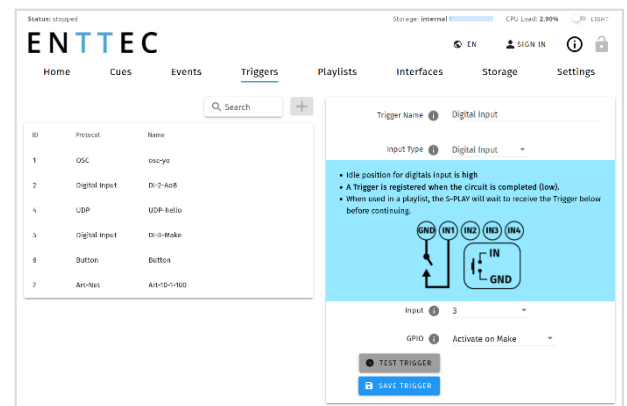 Status: stopped
Storage: internal
CPU Load: 2.90%
LIGHT
ENTTEC
EN
SIGN IN
Home Cues Events Triggers Playlists Interfaces Storage Settings
Search
ID Protocol Name
1 OSC osc-yo
2 Digital Input DI-2-AoB
4 UDP UDP-hello
5 Digital Input DI-3-Make
6 Button Button
7 Art-Net Art-10-1-100
Trigger Name Digital Input
Input Type Digital Input
• Idle position for digitals input is high
• A Trigger is registered when the circuit is completed (low).
• When used in a playlist, the S-PLAY will wait to receive the Trigger below
before continuing.
GND IN1 IN2 IN3 IN4
IN
GND
Input 3
GPIO Activate on Make
TEST TRIGGER
SAVE TRIGGER